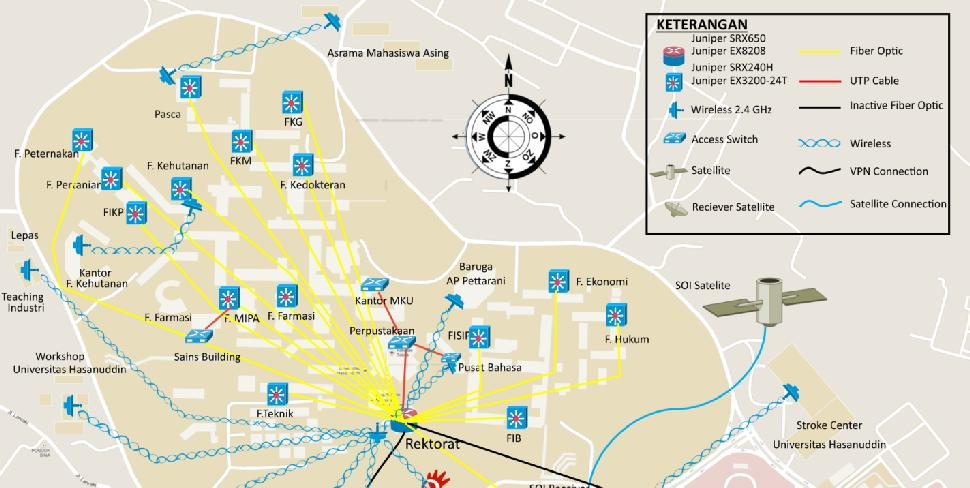 Asrama Mahasiswa Asing
Pasca
FKG
FKM
F. Peternakan
F. Kehutanan
F. Kedokteran
F. Pertanian
FIKP
Lepas
Kantor
F. Kehutanan
Teaching
Industri
F. Farmasi
F. MIPA
F. Farmasi
Sains Building
Kantor MKU
Baruga
AP Pettarani
Perpustakaan
FISIP
Pusat Bahasa
F. Ekonomi
F. Hukum
Workshop
Universitas Hasanuddin
F.Teknik
FIB
Rektorat
SOI Satelite
Stroke Center
Universitas Hasanuddin
N
N
NW
NO
W
O
ZW
ZO
Z
KETERANGAN
Juniper SRX650
Juniper EX8208
Juniper SRX240H
Juniper EX3200-24T
Wireless 2.4 GHz
Access Switch
Satellite
Reciever Satellite
Fiber Optic
UTP Cable
Inactive Fiber Optic
Wireless
VPN Connection
Satellite Connection